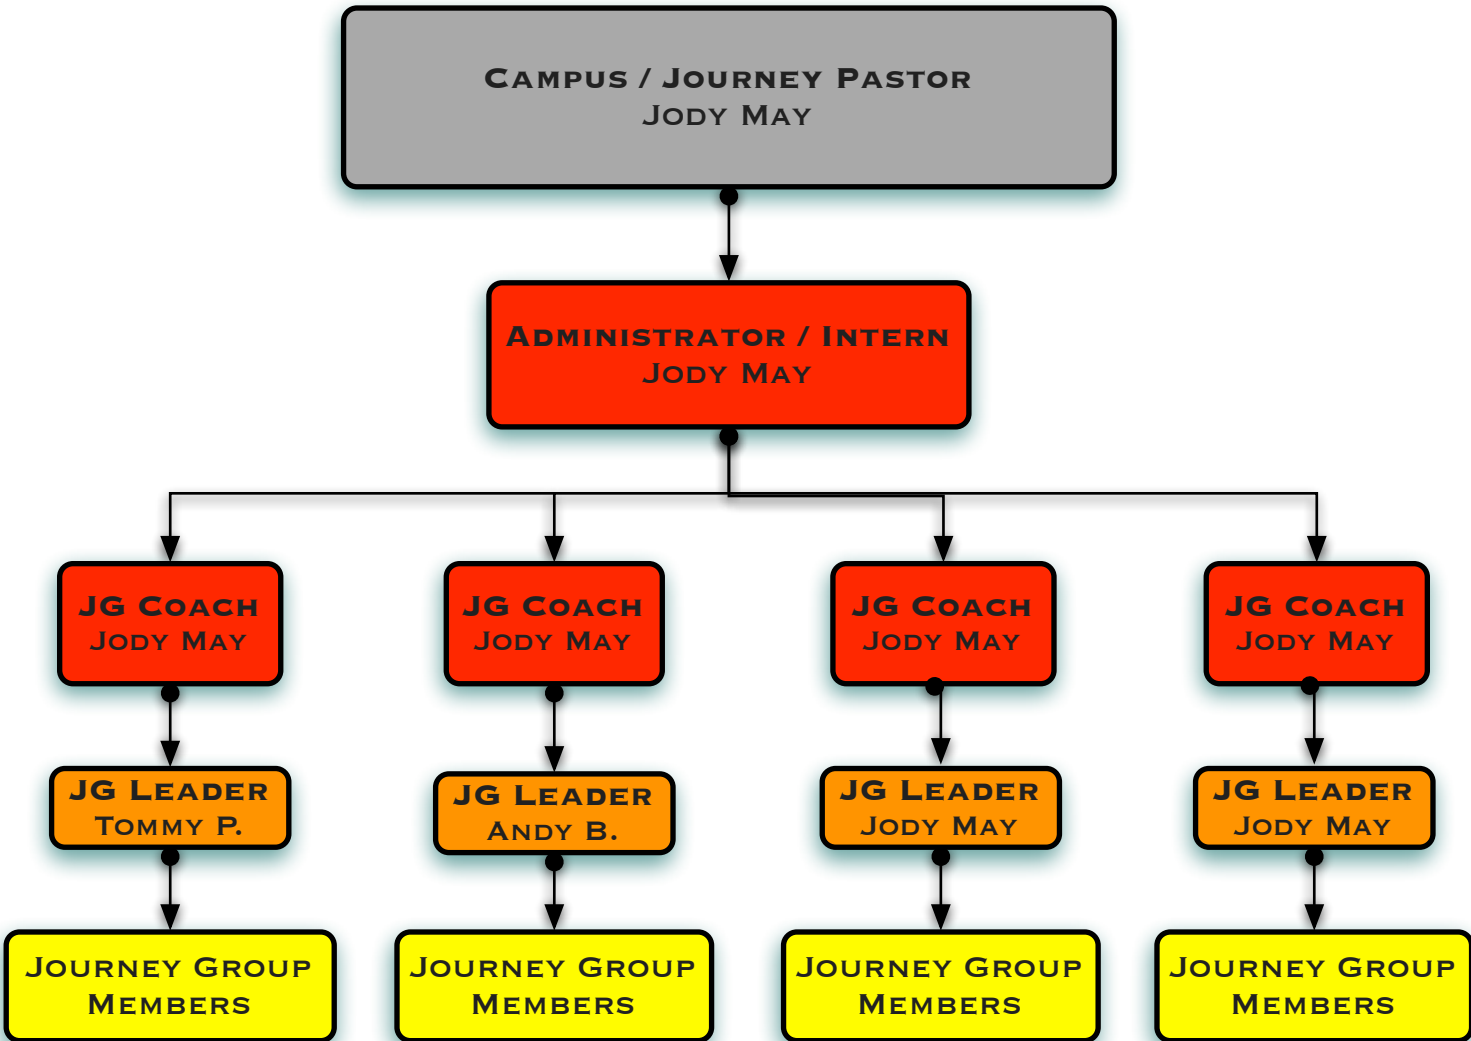 Campus / Journey Pastor
Jody May
Administrator / Intern
Jody May
JG Coach
Jody May
JG Coach
Jody May
JG Coach
Jody May
JG Coach
Jody May
JG Leader
Tommy P.
JG Leader
Andy B.
JG Leader
Jody May
JG Leader
Jody May
Journey Group
Members
Journey Group
Members
Journey Group
Members
Journey Group
Members